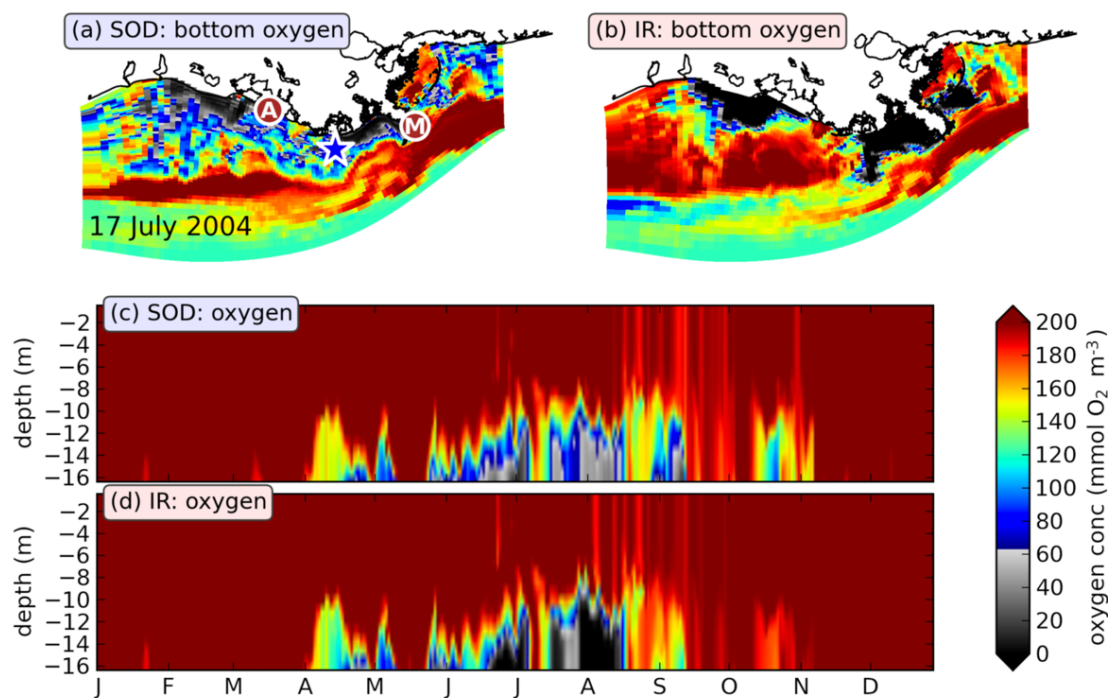 (a) SOD: bottom oxygen
(b) IR: bottom oxygen
A
M
17 July 2004
(c) SOD: oxygen
−2
−4
−6
−8
−10
−12
−14
−16
depth (m)
(d) IR: oxygen
−2
−4
−6
−8
−10
−12
−14
−16
depth (m)
J F M A M J J A S O N D
200
180
160
140
120
100
80
60
40
20
0
oxygen conc (mmol O₂ m⁻³)